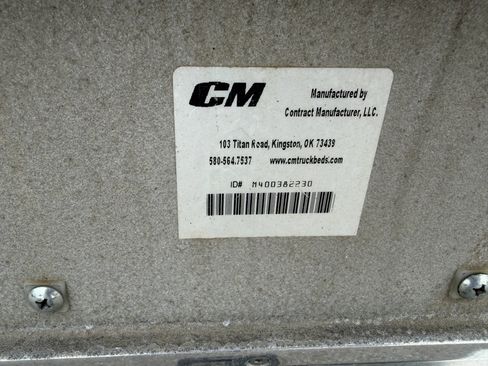 CM
Manufactured by
Contract Manufacturer, LLC.
103 Titan Road, Kingston, OK 73439
580-564.7537 www.cmtruckbeds.com
ID# M400382230